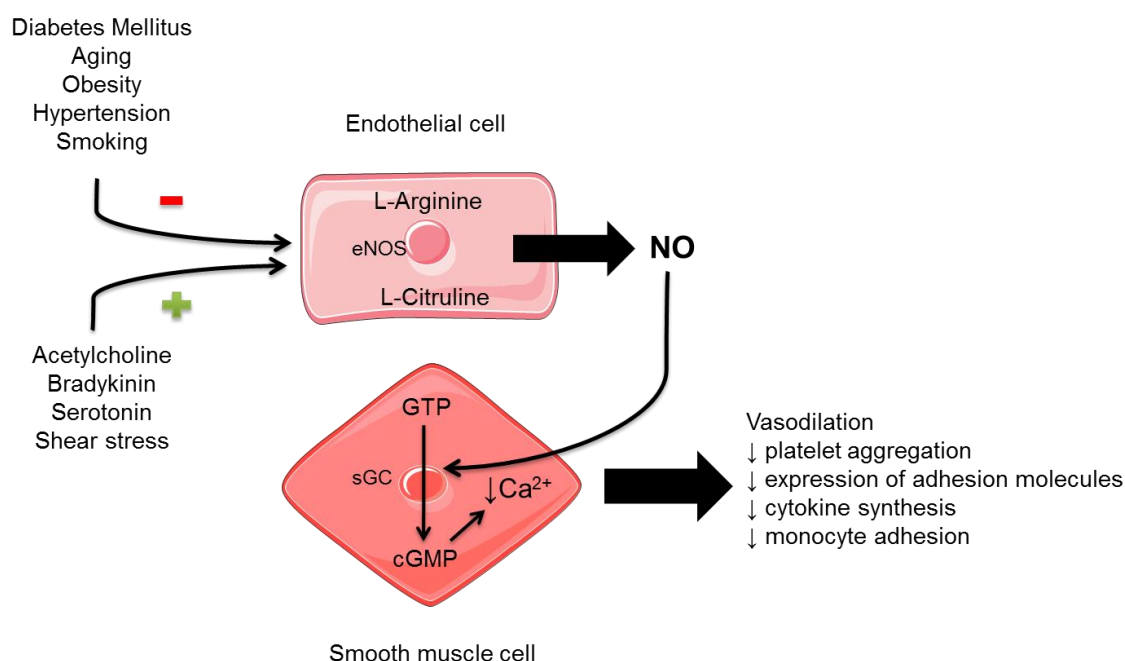 Diabetes Mellitus
Aging
Obesity
Hypertension
Smoking
Endothelial cell
L-Arginine
eNOS
L-Citruline
NO
Acetylcholine
Bradykinin
Serotonin
Shear stress
GTP
sGC
↓Ca²⁺
cGMP
Smooth muscle cell
Vasodilation
↓ platelet aggregation
↓ expression of adhesion molecules
↓ cytokine synthesis
↓ monocyte adhesion